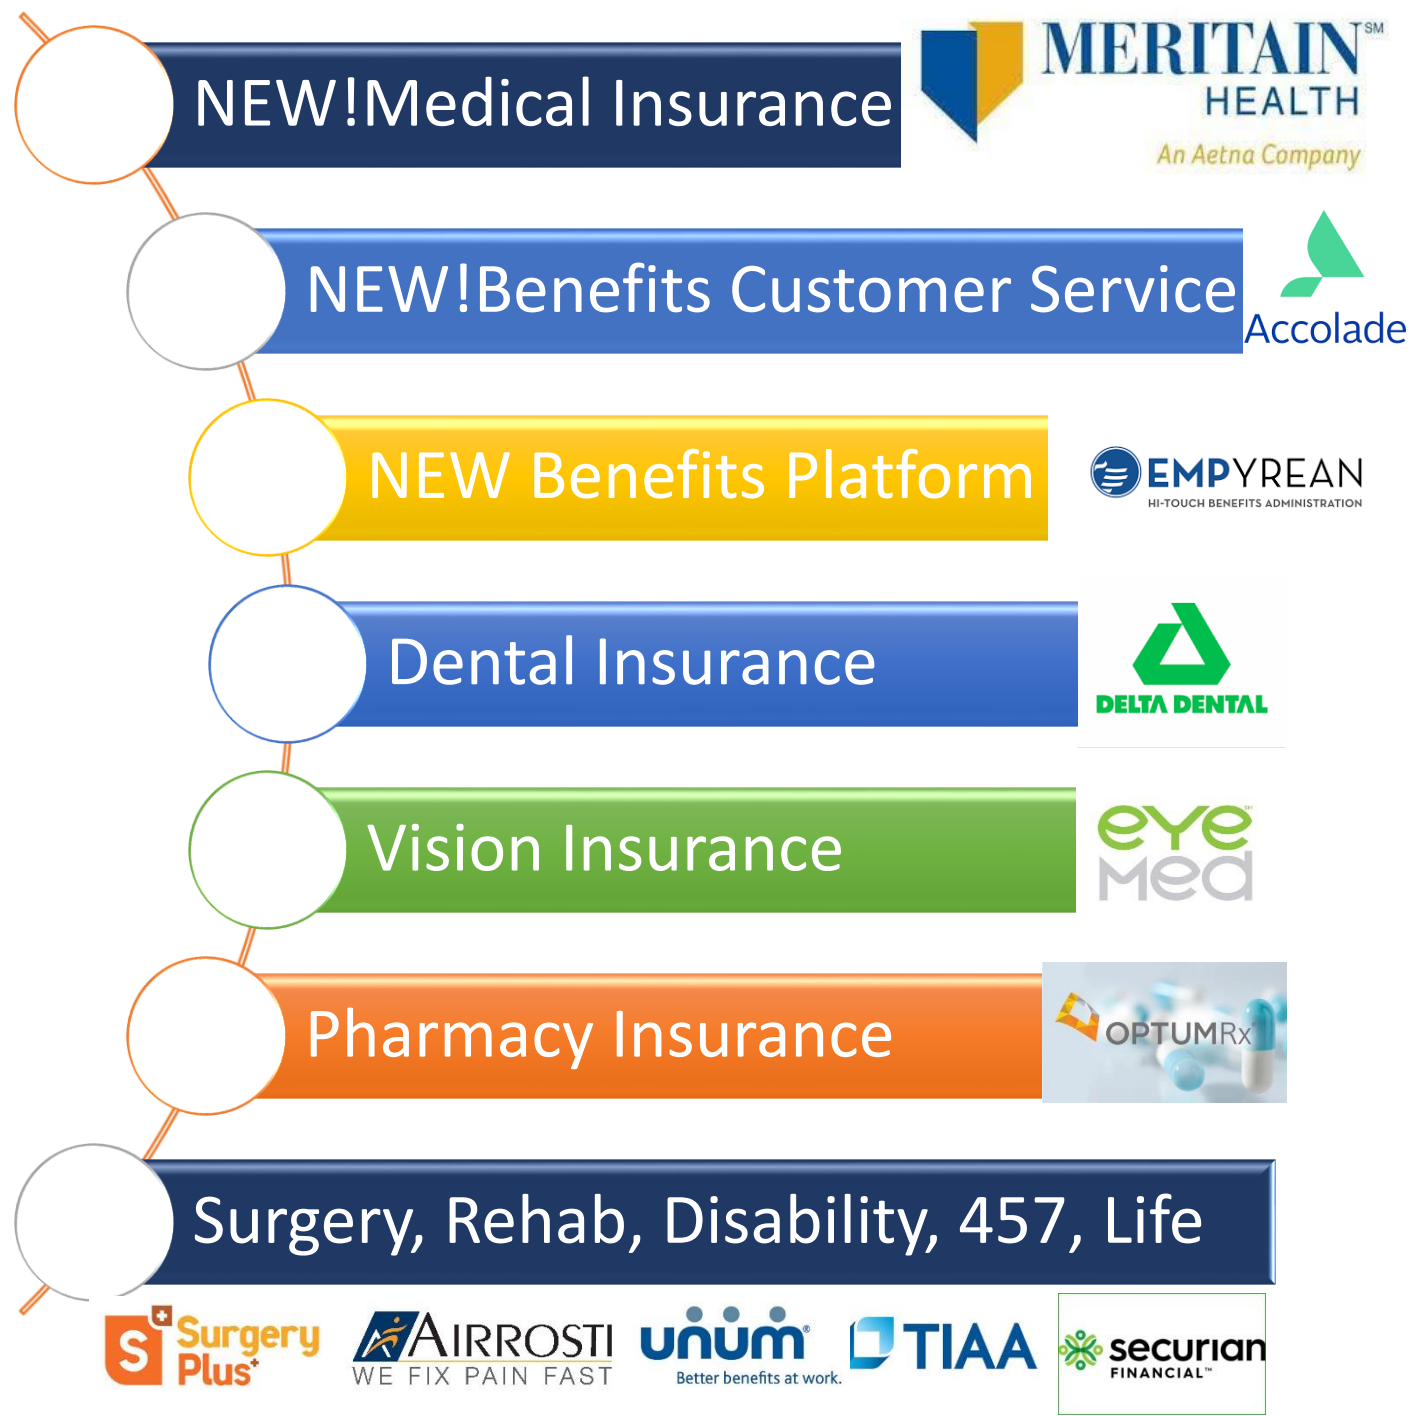 NEW!Medical Insurance
MERITAIN℠
HEALTH
An Aetna Company
NEW!Benefits Customer Service
Accolade
NEW Benefits Platform
EMPYREAN
HI-TOUCH BENEFITS ADMINISTRATION
Dental Insurance
DELTA DENTAL
Vision Insurance
eye
Med
Pharmacy Insurance
OPTUMRx
Surgery, Rehab, Disability, 457, Life
S Surgery
Plus
AIRROSTI
WE FIX PAIN FAST
unum®
Better benefits at work.
TIAA
securian
FINANCIAL™